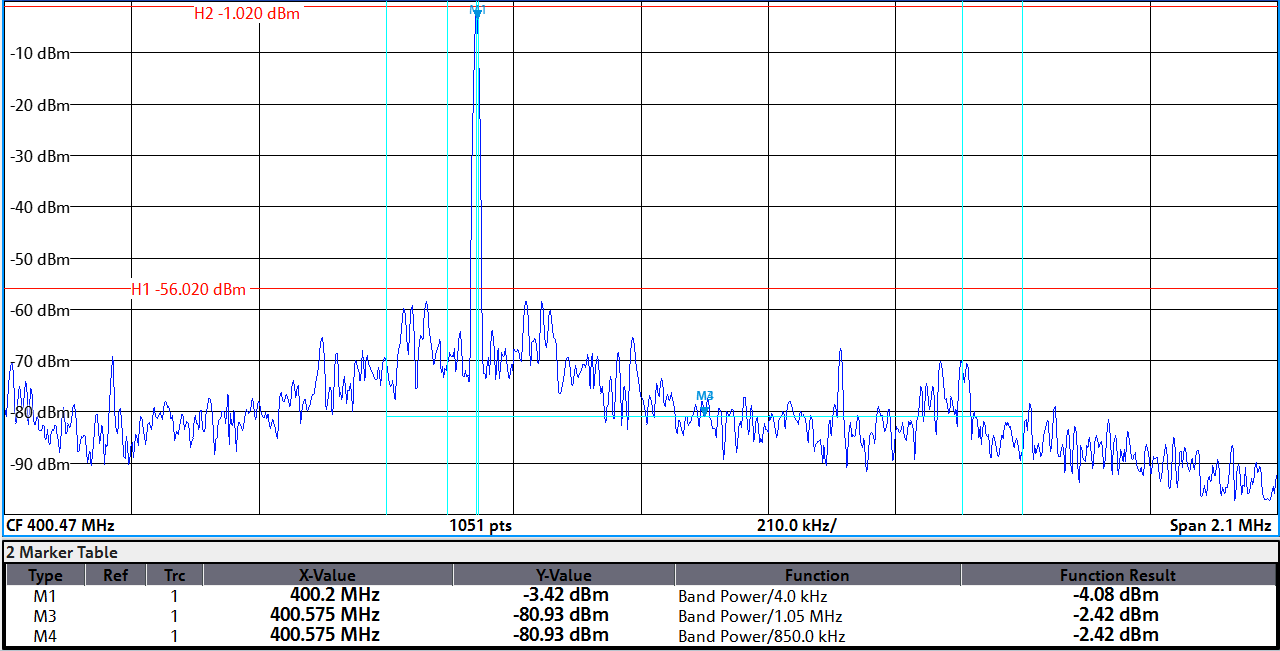 M1
H2 -1.020 dBm
-10 dBm
-20 dBm
-30 dBm
-40 dBm
-50 dBm
H1 -56.020 dBm
-60 dBm
-70 dBm
M3
-80 dBm
-90 dBm
CF 400.47 MHz 1051 pts 210.0 kHz/ Span 2.1 MHz
2 Marker Table
Type Ref Trc X-Value Y-Value Function Function Result
M1 1 400.2 MHz -3.42 dBm Band Power/4.0 kHz -4.08 dBm
M3 1 400.575 MHz -80.93 dBm Band Power/1.05 MHz -2.42 dBm
M4 1 400.575 MHz -80.93 dBm Band Power/850.0 kHz -2.42 dBm